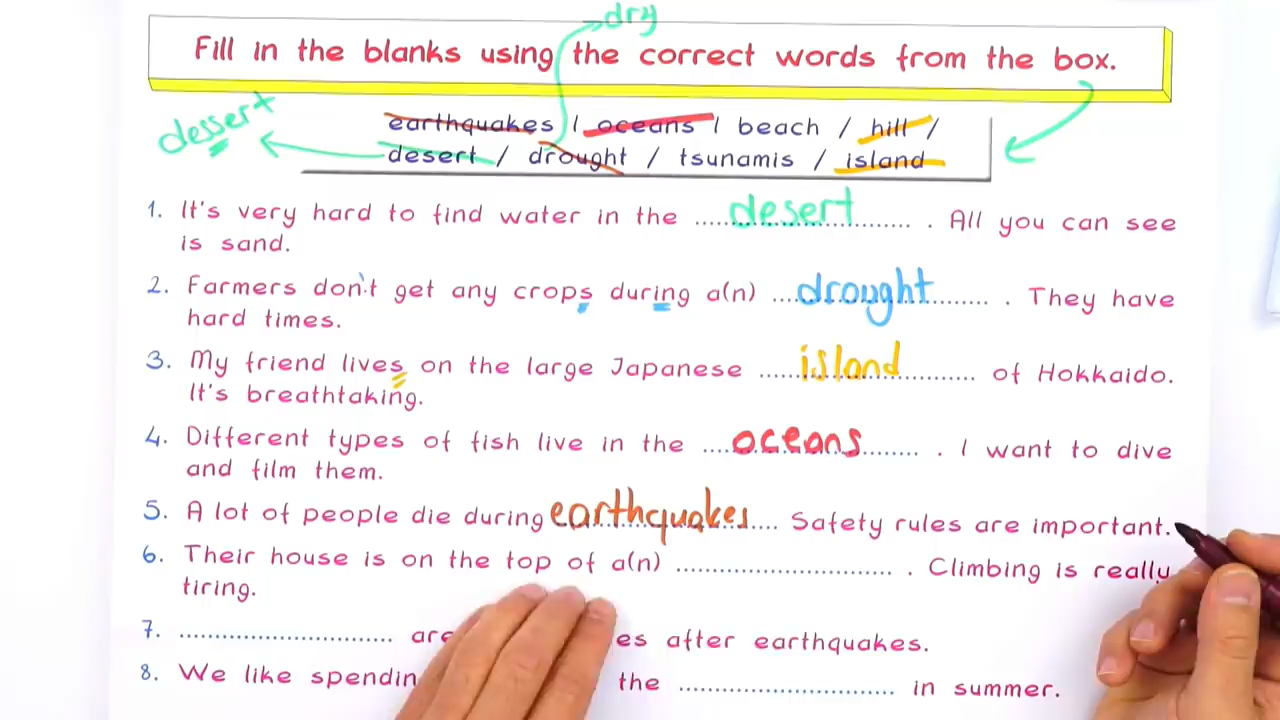 dry
Fill in the blanks using the correct words from the box.
dessert
earthquakes / oceans / beach / hill /
desert / drought / tsunamis / island
1. It's very hard to find water in the desert . All you can see
is sand.
2. Farmers don't get any crops during a(n) drought . They have
hard times.
3. My friend lives on the large Japanese island of Hokkaido.
It's breathtaking.
4. Different types of fish live in the oceans . I want to dive
and film them.
5. A lot of people die during earthquakes Safety rules are important.
6. Their house is on the top of a(n) .................... . Climbing is really
tiring.
7. .................... are es after earthquakes.
8. We like spendin the .................... in summer.